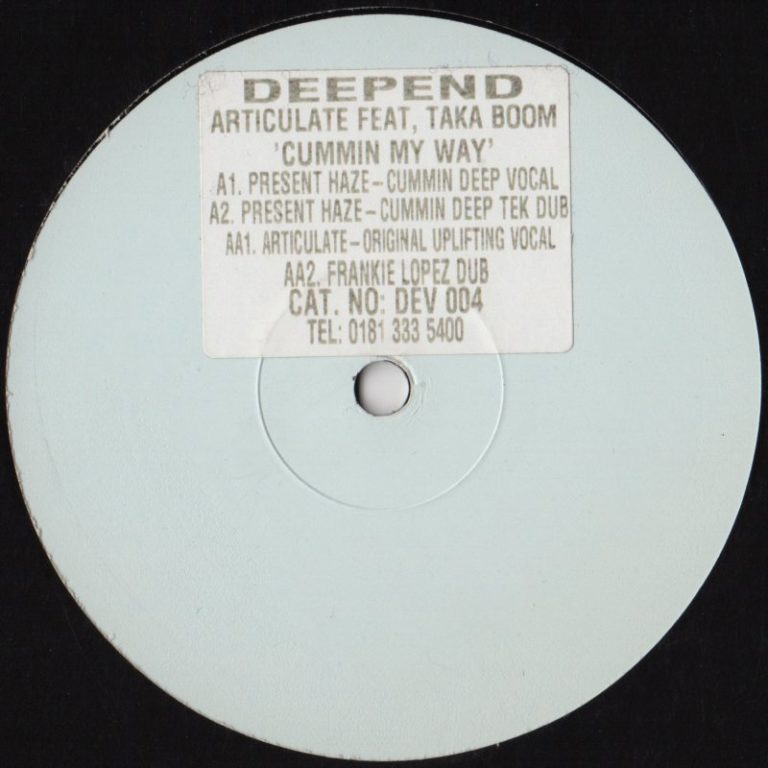 DEEPEND
ARTICULATE FEAT, TAKA BOOM
'CUMMIN MY WAY'
A1. PRESENT HAZE-CUMMIN DEEP VOCAL
A2. PRESENT HAZE-CUMMIN DEEP TEK DUB
AA1. ARTICULATE-ORIGINAL UPLIFTING VOCAL
AA2. FRANKIE LOPEZ DUB
CAT. NO: DEV 004
TEL: 0181 333 5400